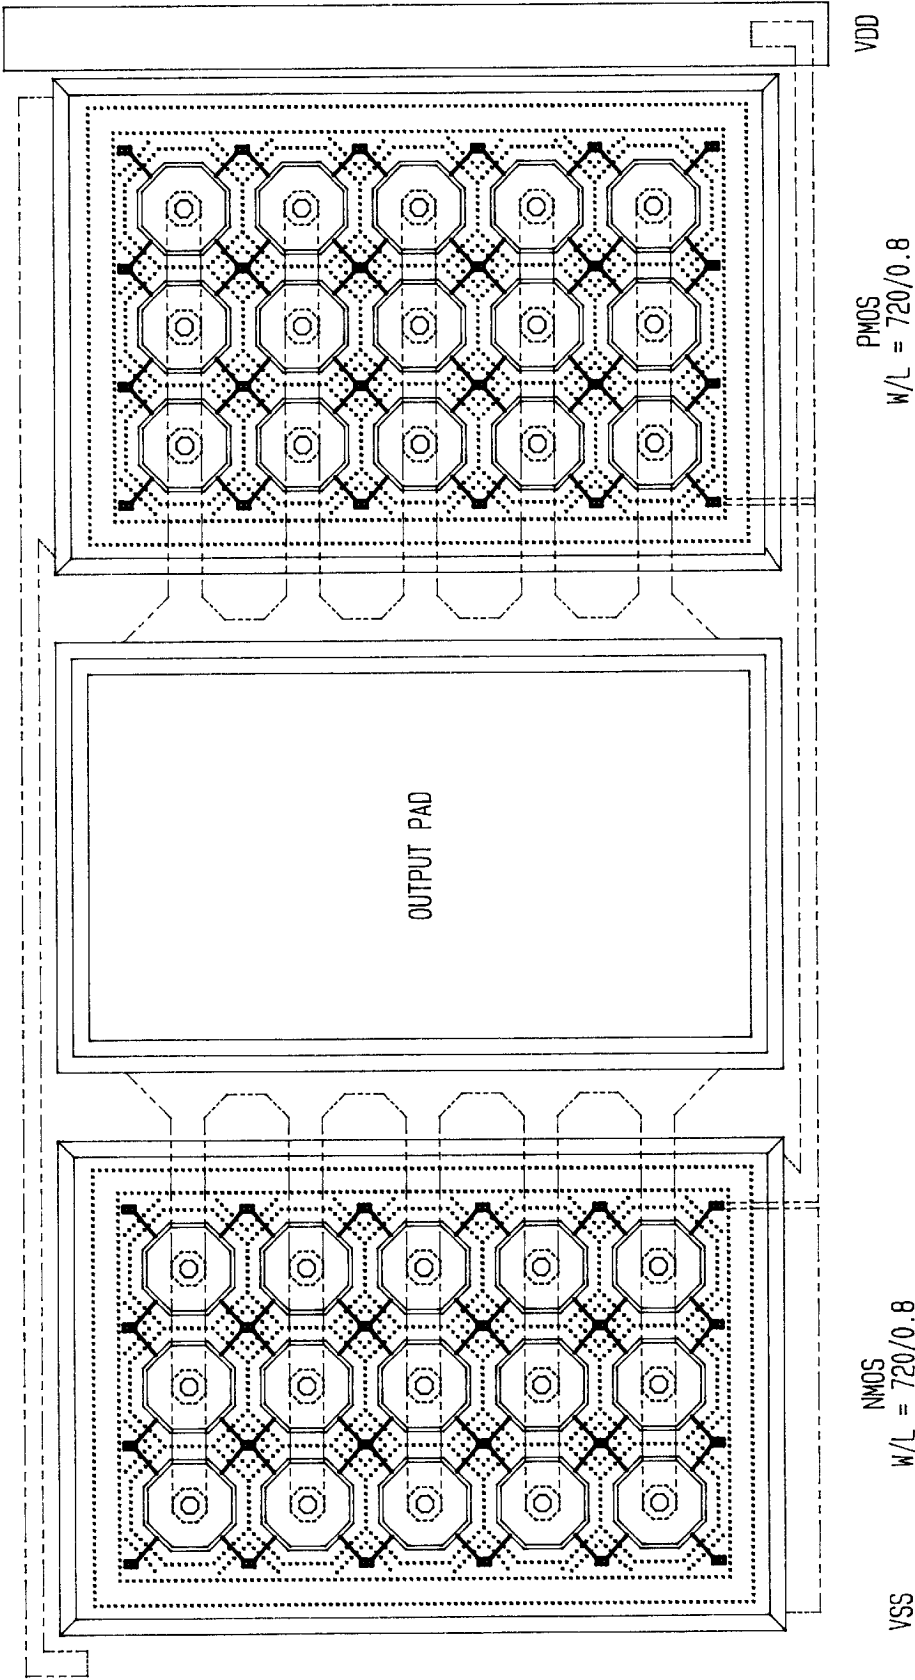 VDD
PMOS
W/L = 720/0.8
OUTPUT PAD
NMOS
W/L = 720/0.8
VSS